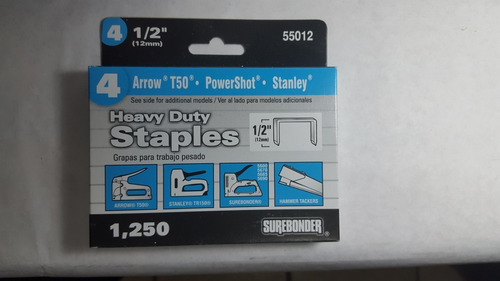 4 1/2" 55012
(12mm)
4 Arrow® T50® • PowerShot® • Stanley®
See side for additional models / Ver al lado para modelos adicionales
Heavy Duty
Staples
Grapas para trabajo pesado
1/2"
(12mm)
ARROW® T50® STANLEY® TR150® SUREBONDER® HAMMER TACKERS
1,250 SUREBONDER®